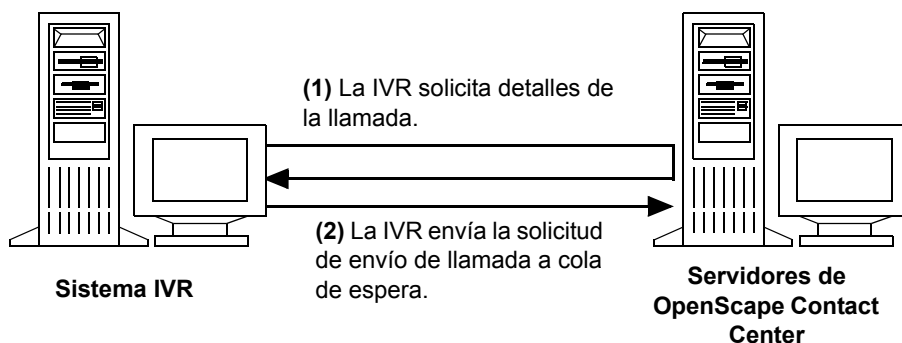 (1) La IVR solicita detalles de
la llamada.
(2) La IVR envía la solicitud
de envío de llamada a cola
de espera.
Sistema IVR
Servidores de
OpenScape Contact
Center